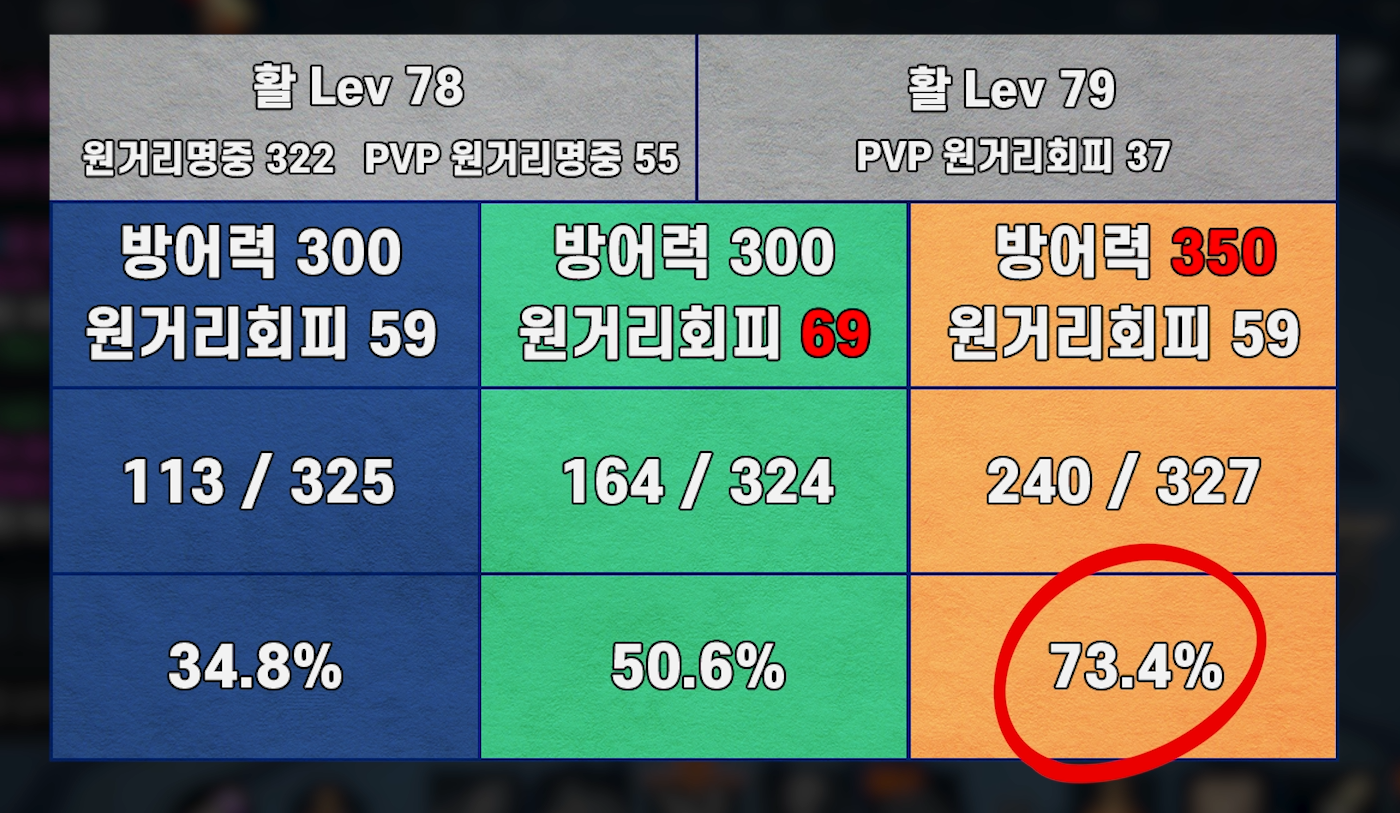 활 Lev 78
원거리명중 322 PVP 원거리명중 55
활 Lev 79
PVP 원거리회피 37
방어력 300
원거리회피 59
방어력 300
원거리회피 69
방어력 350
원거리회피 59
113 / 325
164 / 324
240 / 327
34.8%
50.6%
73.4%